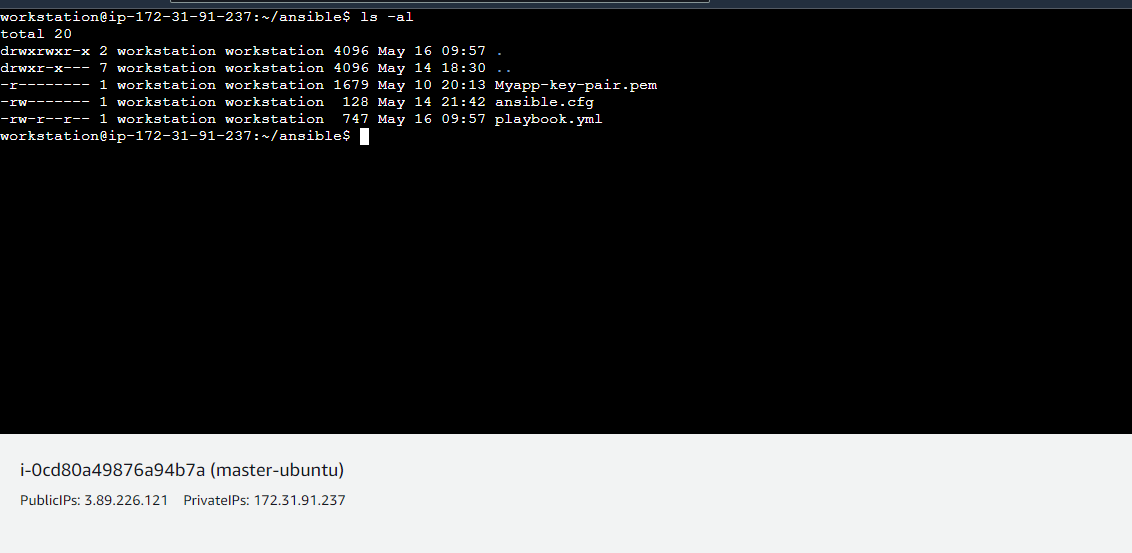 workstation@ip-172-31-91-237:~/ansible$ ls -al
total 20
drwxrwxr-x 2 workstation workstation 4096 May 16 09:57 .
drwxr-x--- 7 workstation workstation 4096 May 14 18:30 ..
-r-------- 1 workstation workstation 1679 May 10 20:13 Myapp-key-pair.pem
-rw------- 1 workstation workstation  128 May 14 21:42 ansible.cfg
-rw-r--r-- 1 workstation workstation  747 May 16 09:57 playbook.yml
workstation@ip-172-31-91-237:~/ansible$
i-0cd80a49876a94b7a (master-ubuntu)
PublicIPs: 3.89.226.121 PrivateIPs: 172.31.91.237